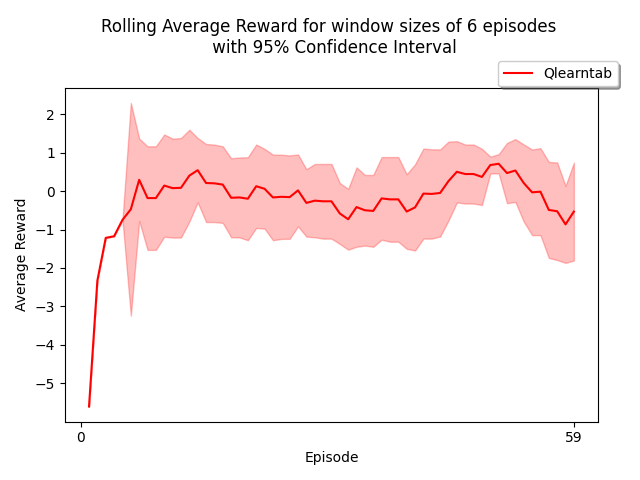 Rolling Average Reward for window sizes of 6 episodes
with 95% Confidence Interval
Qlearntab
2
1
0
−1
−2
−3
−4
−5
Average Reward
0
59
Episode